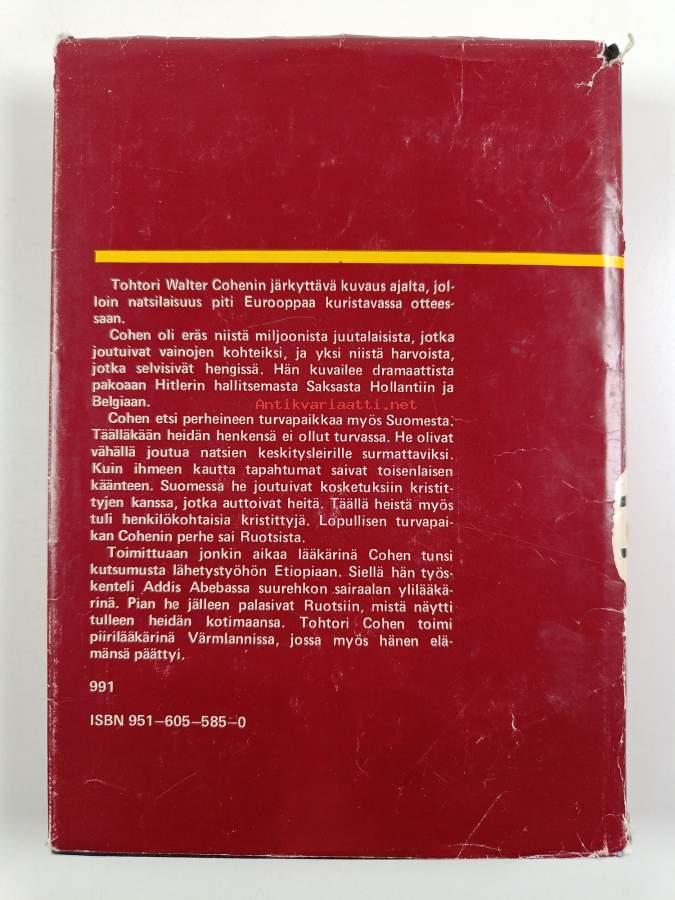 Tohtori Walter Cohenin järkyttävä kuvaus ajalta, jol-
loin natsilaisuus piti Eurooppaa kuristavassa ottees-
saan.
Cohen oli eräs niistä miljoonista juutalaisista, jotka
joutuivat vainojen kohteiksi, ja yksi niistä harvoista,
jotka selvisivät hengissä. Hän kuvailee dramaattista
pakoaan Hitlerin hallitsemasta Saksasta Hollantiin ja
Belgiaan.
Antikvariaatti.net
Cohen etsi perheineen turvapaikkaa myös Suomesta.
Täälläkään heidän henkensä ei ollut turvassa. He olivat
vähällä joutua natsien keskitysleirille surmattaviksi.
Kuin ihmeen kautta tapahtumat saivat toisenlaisen
käänteen. Suomessa he joutuivat kosketuksiin kristit-
tyjen kanssa, jotka auttoivat heitä. Täällä heistä myös
tuli henkilökohtaisia kristittyjä. Lopullisen turvapai-
kan Cohenin perhe sai Ruotsista.
Toimittuaan jonkin aikaa lääkärinä Cohen tunsi
kutsumusta lähetystyöhön Etiopiaan. Siellä hän työs-
kenteli Addis Abebassa suurehkon sairaalan ylilääkä-
rinä. Pian he jälleen palasivat Ruotsiin, mistä näytti
tulleen heidän kotimaansa. Tohtori Cohen toimi
piirilääkärinä Värmlannissa, jossa myös hänen elä-
mänsä päättyi.
991
ISBN 951–605–585–0